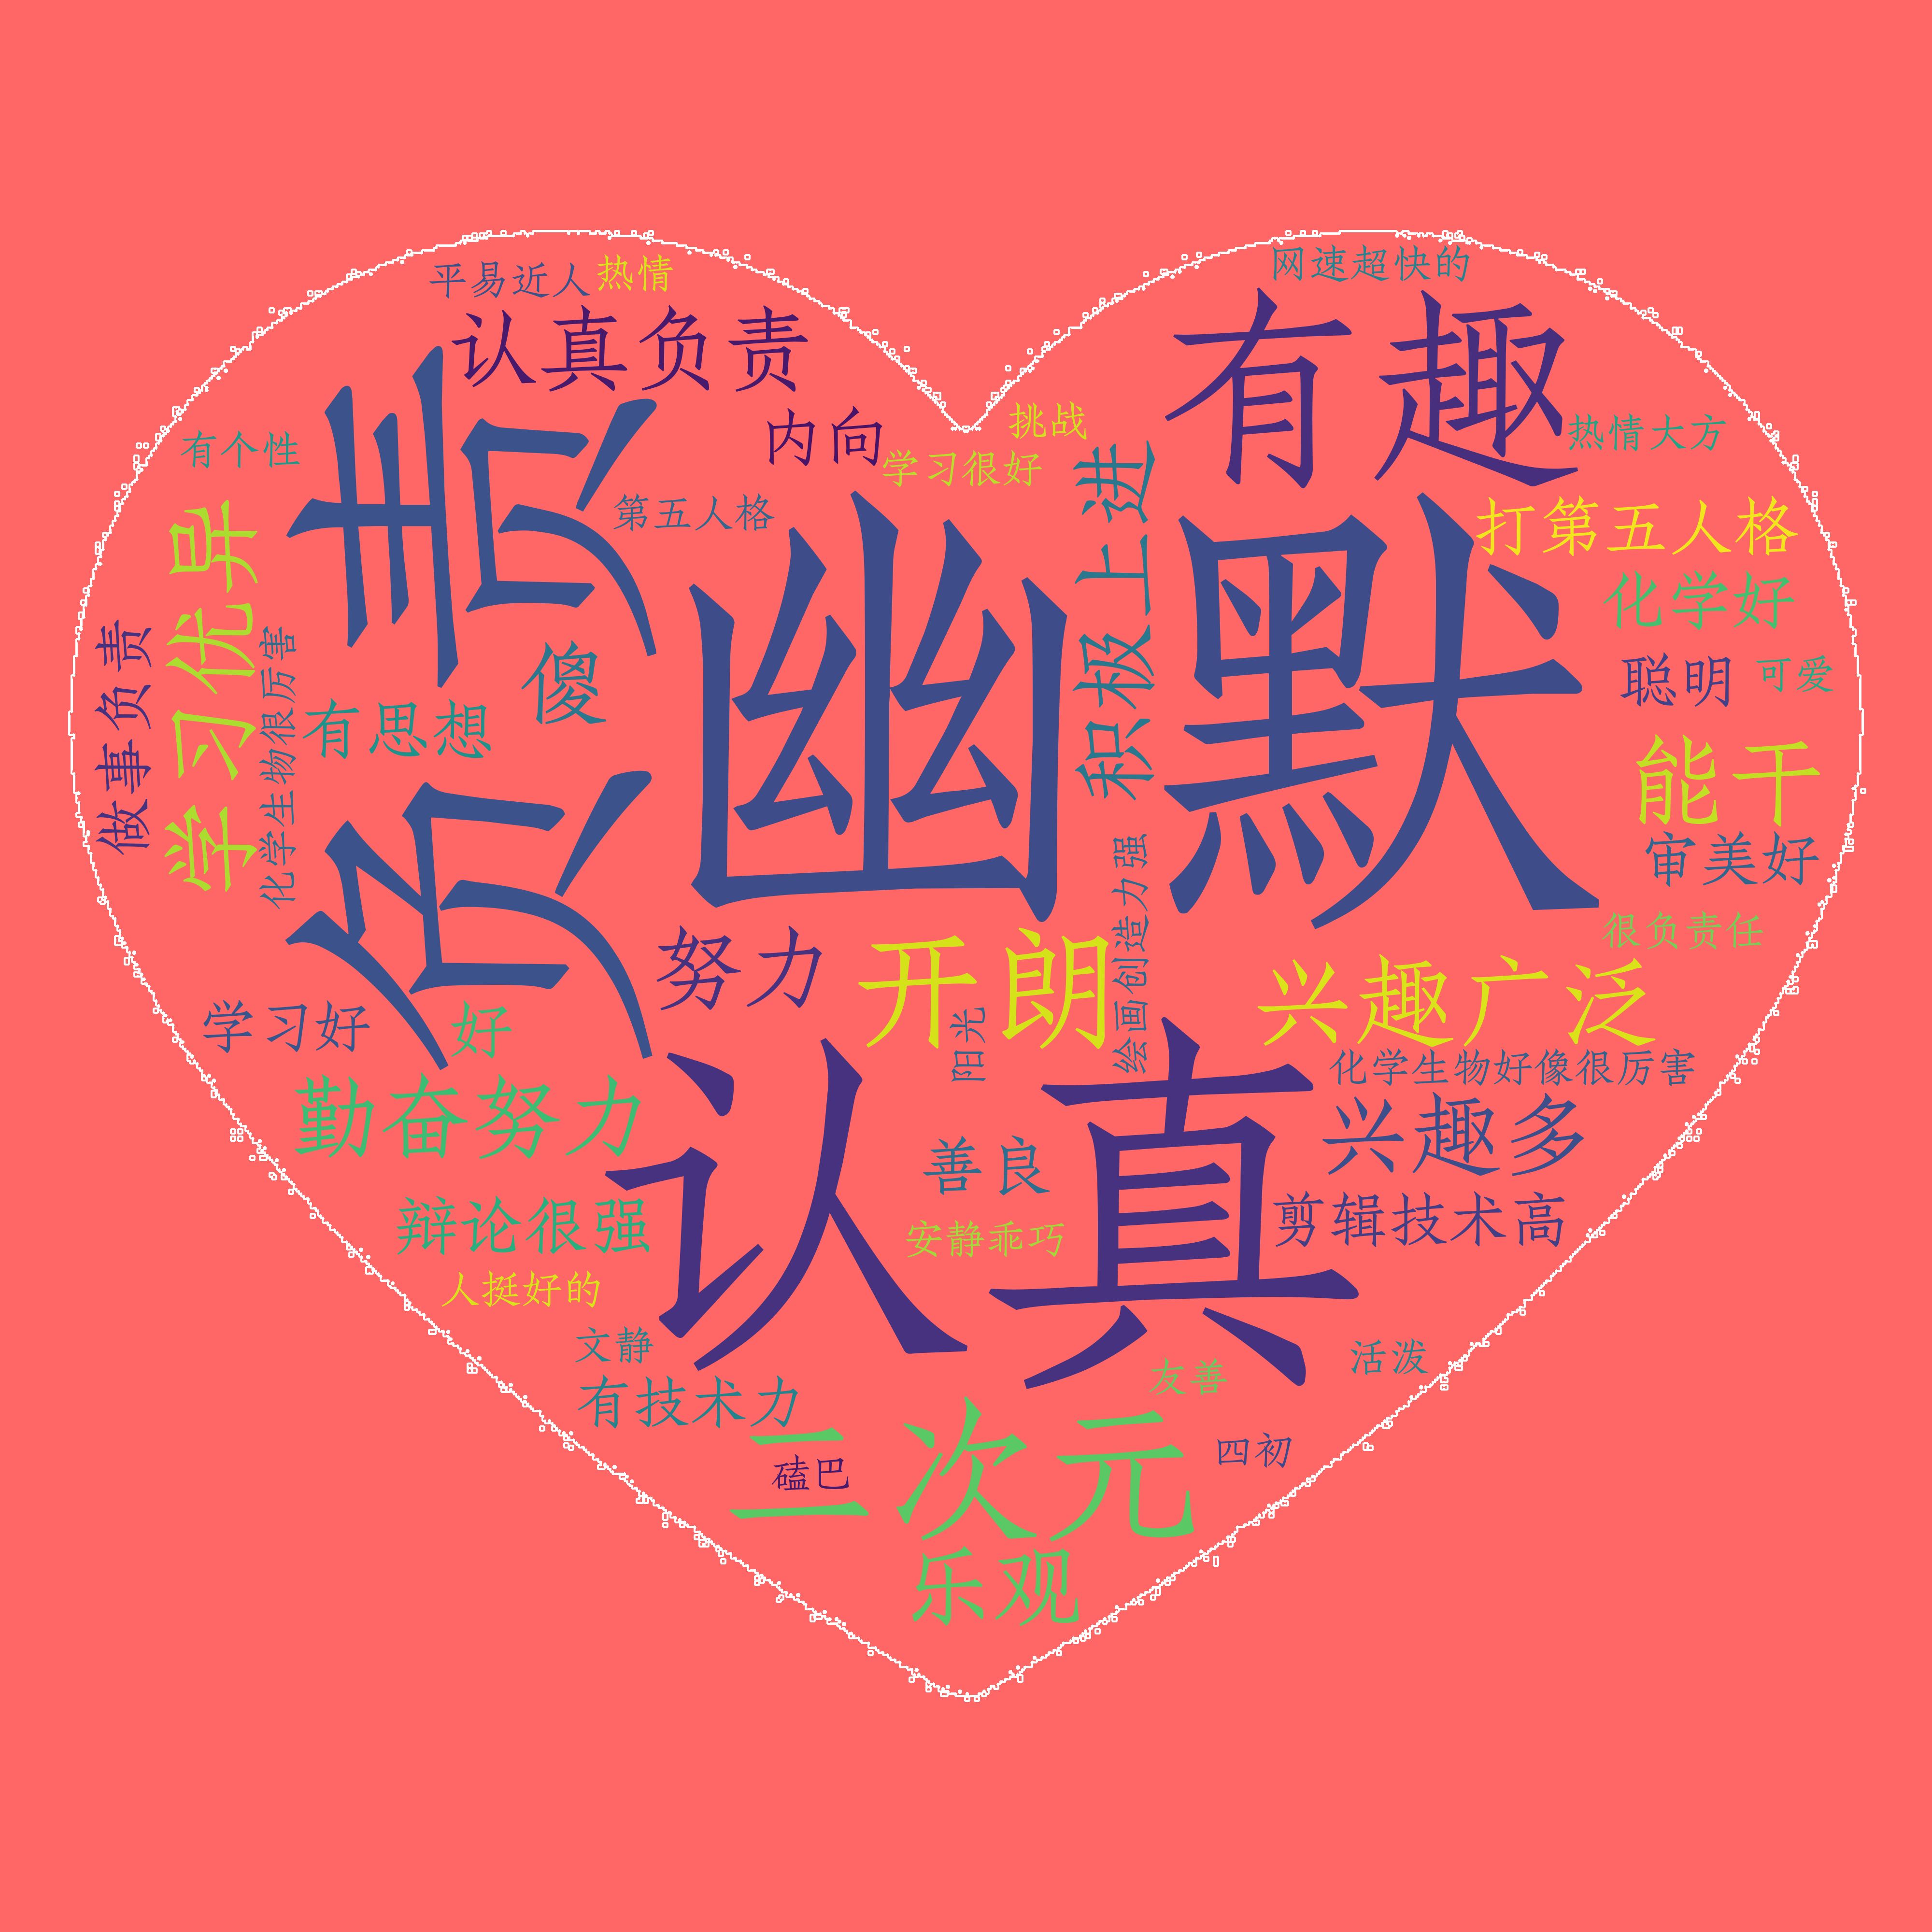 平易近人
热情
网速超快的
认真负责
有趣
内向
挑战
有个性
学习很好
热情大方
负责
第五人格
打第五人格
幽默
积极上进
化学好
学习优异
做事负责
化学生物很厉害
傻
聪明
可爱
有思想
能干
审美好
绘画创造力强
很负责任
努力
开朗
兴趣广泛
学习好
好
阳光
化学生物好像很厉害
勤奋努力
认真
兴趣多
善良
辩论很强
剪辑技术高
安静乖巧
人挺好的
文静
活泼
友善
有技术力
二次元
磕巴
四初
乐观